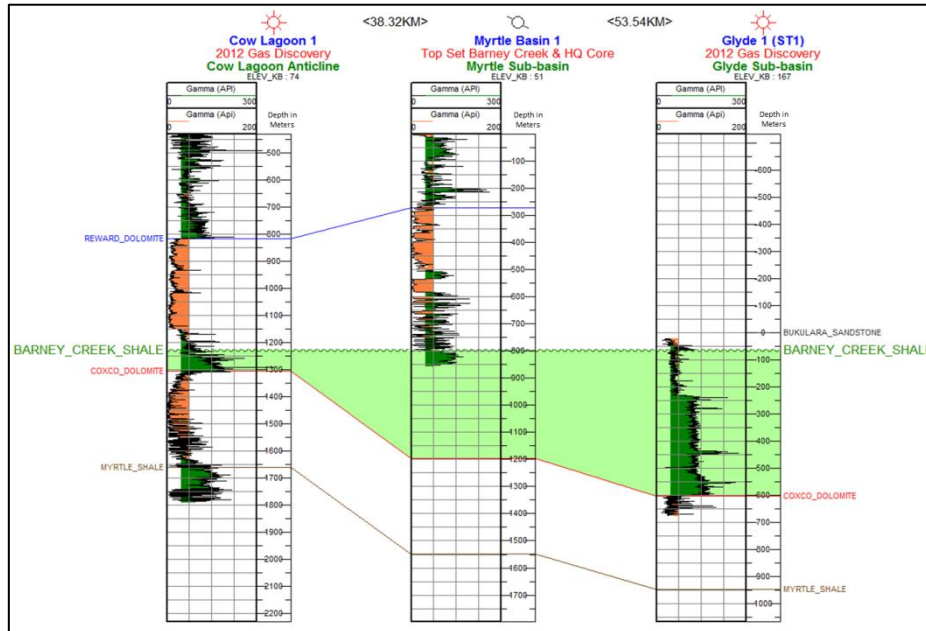 <38.32KM>
<53.54KM>
Cow Lagoon 1
2012 Gas Discovery
Cow Lagoon Anticline
ELEV_KB : 74
Myrtle Basin 1
Top Set Barney Creek & HQ Core
Myrtle Sub-basin
ELEV_KB : 51
Glyde 1 (ST1)
2012 Gas Discovery
Glyde Sub-basin
ELEV_KB : 167
Gamma (API)
0 300
Gamma (Api)
0 200
Depth in
Meters
Gamma (API)
0 300
Gamma (Api)
0 200
Depth in
Meters
Gamma (API)
0 300
Gamma (Api)
0 200
Depth in
Meters
-500
-600
-700
-800
-900
-1000
-1100
-1200
-1300
-1400
-1500
-1600
-1700
-1800
-1900
-2000
-2100
-2200
-100
-200
-300
-400
-500
-600
-700
-800
-900
-1000
-1100
-1200
-1300
-1400
-1500
-1600
-1700
-600
-500
-400
-300
-200
-100
0
-100
-200
-300
-400
-500
-600
-700
-800
-900
-1000
REWARD_DOLOMITE
BARNEY_CREEK_SHALE
COXCO_DOLOMITE
MYRTLE_SHALE
BUKULARA_SANDSTONE
BARNEY_CREEK_SHALE
COXCO_DOLOMITE
MYRTLE_SHALE